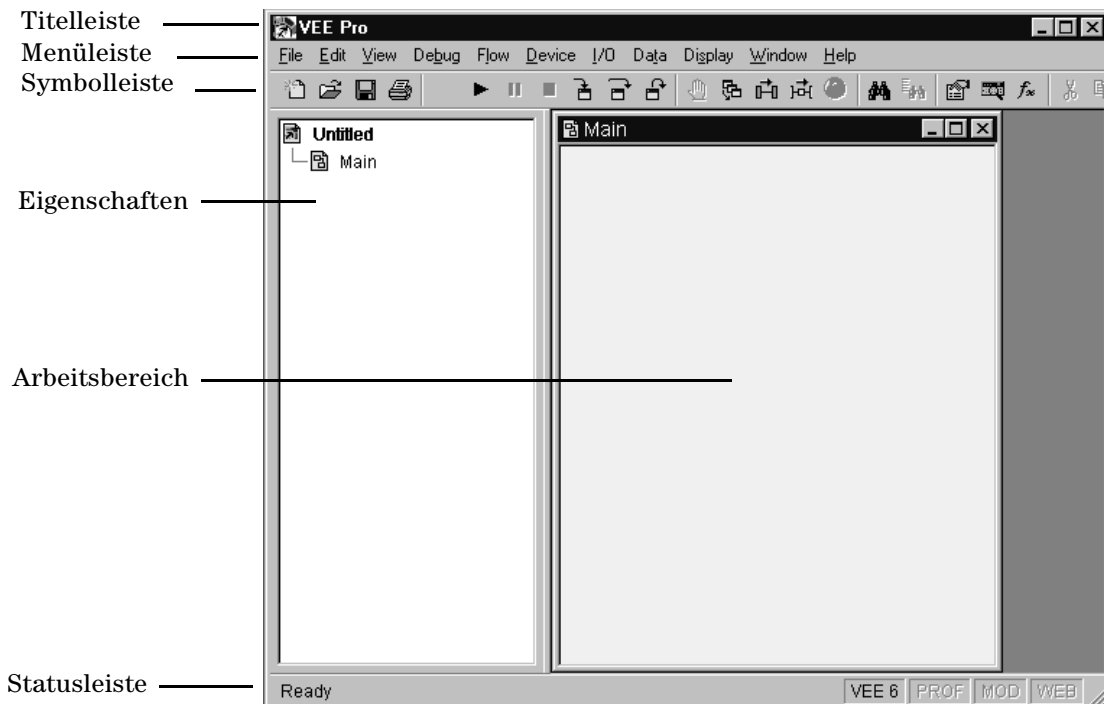 Titelleiste
VEE Pro
Menüleiste
File Edit View Debug Flow Device I/O Data Display Window Help
Symbolleiste
Untitled
Main
Main
Eigenschaften
Arbeitsbereich
Statusleiste
Ready
VEE 6 PROF MOD WEB